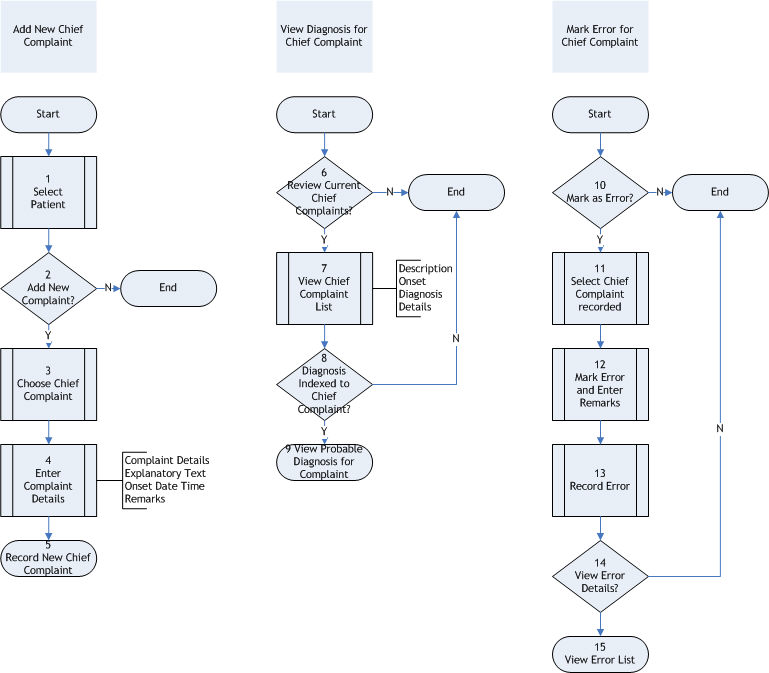 Add New Chief
Complaint
Start
1
Select
Patient
2
Add New
Complaint?
N
End
Y
3
Choose Chief
Complaint
4
Enter
Complaint
Details
Complaint Details
Explanatory Text
Onset Date Time
Remarks
5
Record New Chief
Complaint
View Diagnosis for
Chief Complaint
Start
6
Review Current
Chief
Complaints?
N
End
Y
7
View Chief
Complaint
List
Description
Onset
Diagnosis
Details
N
8
Diagnosis
Indexed to
Chief
Complaint?
Y
9 View Probable
Diagnosis for
Complaint
Mark Error for
Chief Complaint
Start
10
Mark as Error?
N
End
Y
11
Select Chief
Complaint
recorded
12
Mark Error
and Enter
Remarks
N
13
Record Error
14
View Error
Details?
15
View Error List